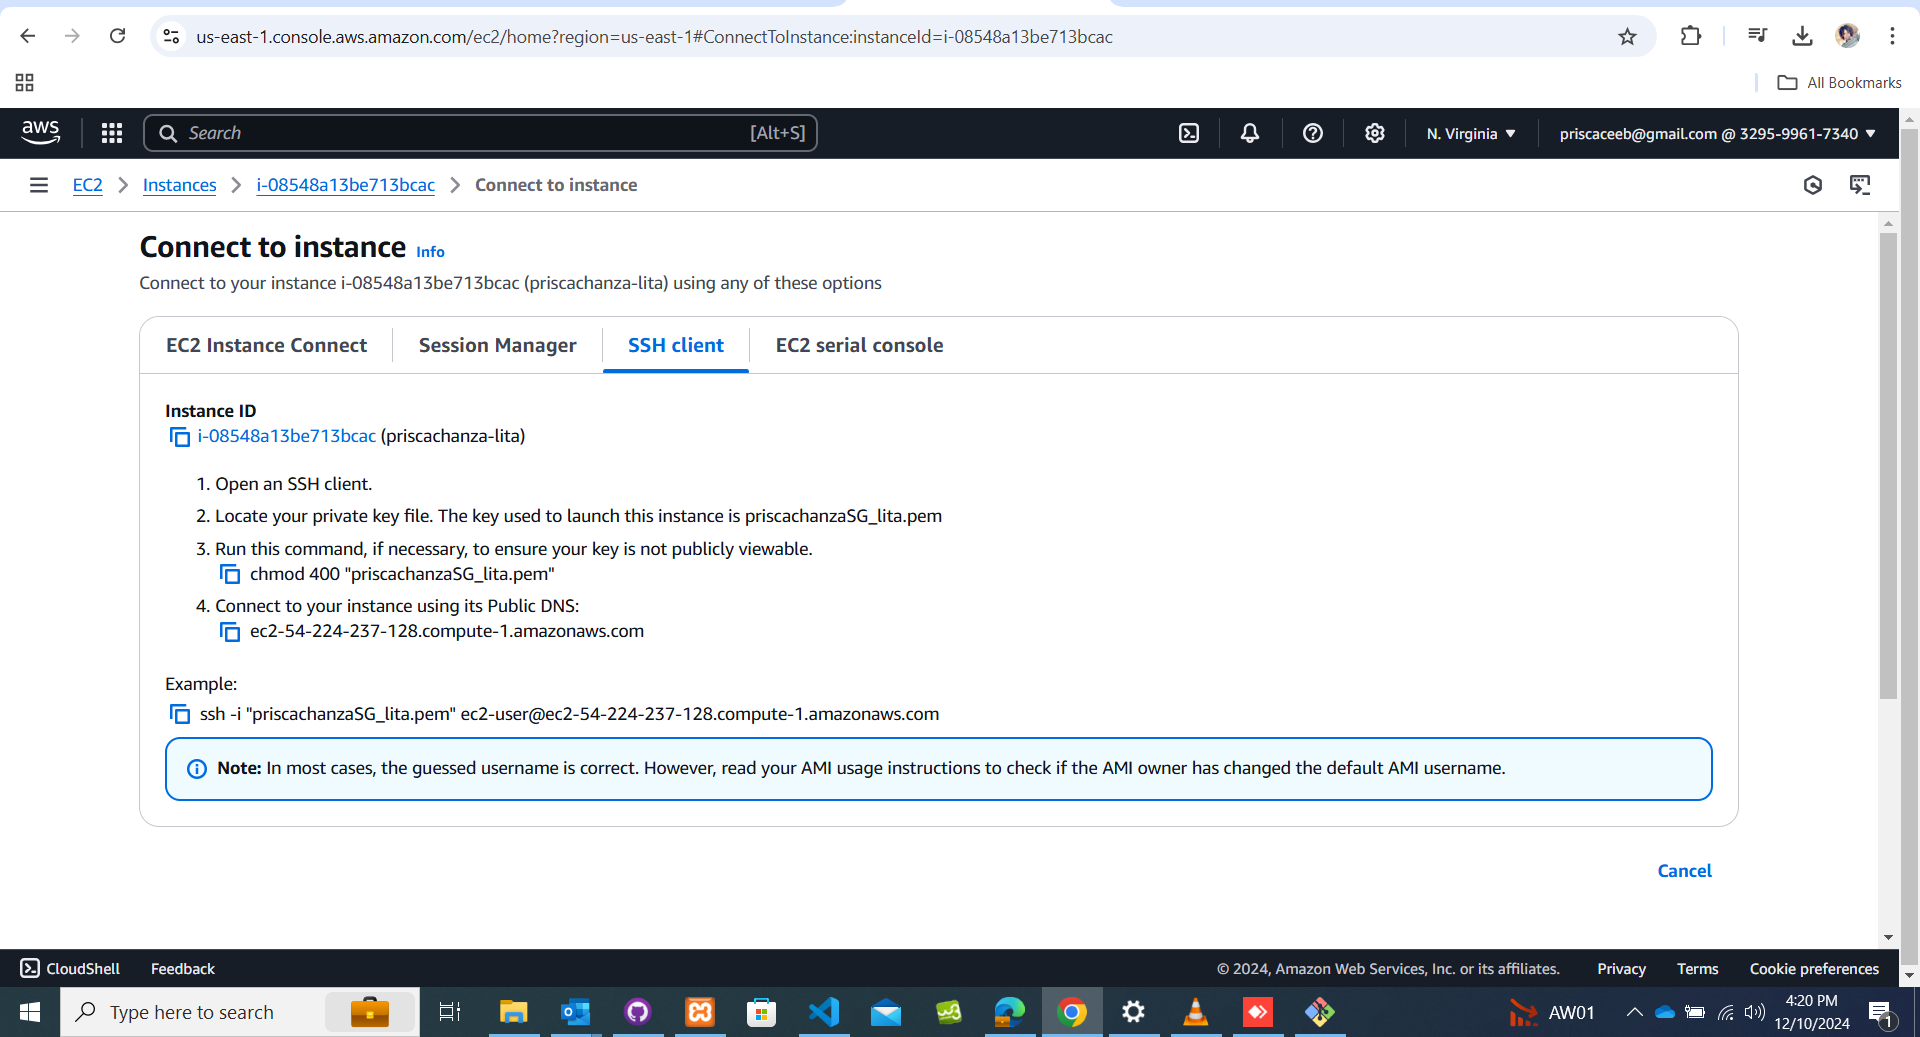 us-east-1.console.aws.amazon.com/ec2/home?region=us-east-1#ConnectToInstance:instanceId=i-08548a13be713bcac
All Bookmarks
aws
Search
[Alt+S]
N. Virginia
priscaceeb@gmail.com @ 3295-9961-7340
EC2
Instances
i-08548a13be713bcac
Connect to instance
Connect to instance Info
Connect to your instance i-08548a13be713bcac (priscachanza-lita) using any of these options
EC2 Instance Connect
Session Manager
SSH client
EC2 serial console
Instance ID
i-08548a13be713bcac (priscachanza-lita)
1. Open an SSH client.
2. Locate your private key file. The key used to launch this instance is priscachanzaSG_lita.pem
3. Run this command, if necessary, to ensure your key is not publicly viewable.
chmod 400 "priscachanzaSG_lita.pem"
4. Connect to your instance using its Public DNS:
ec2-54-224-237-128.compute-1.amazonaws.com
Example:
ssh -i "priscachanzaSG_lita.pem" ec2-user@ec2-54-224-237-128.compute-1.amazonaws.com
Note: In most cases, the guessed username is correct. However, read your AMI usage instructions to check if the AMI owner has changed the default AMI username.
Cancel
CloudShell
Feedback
© 2024, Amazon Web Services, Inc. or its affiliates.
Privacy
Terms
Cookie preferences
Type here to search
AW01
4:20 PM
12/10/2024
1